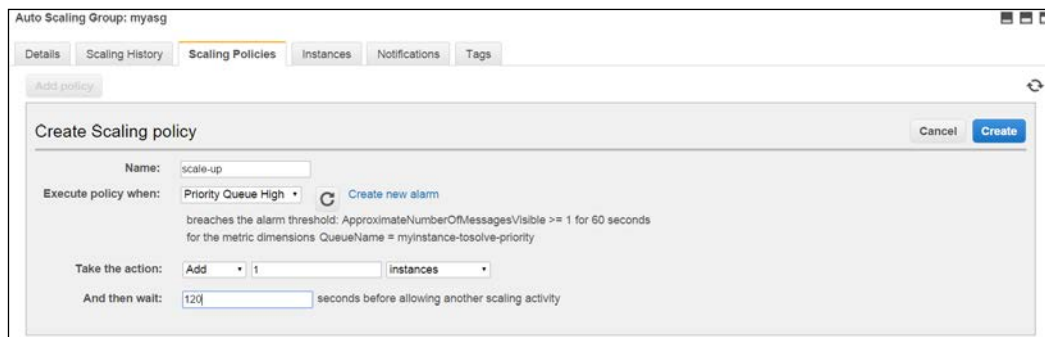 Auto Scaling Group: myasg
Details Scaling History Scaling Policies Instances Notifications Tags
Add policy
Create Scaling policy Cancel Create
Name: scale-up
Execute policy when: Priority Queue High Create new alarm
breaches the alarm threshold: ApproximateNumberOfMessagesVisible >= 1 for 60 seconds
for the metric dimensions QueueName = myinstance-tosolve-priority
Take the action: Add 1 instances
And then wait: 120 seconds before allowing another scaling activity